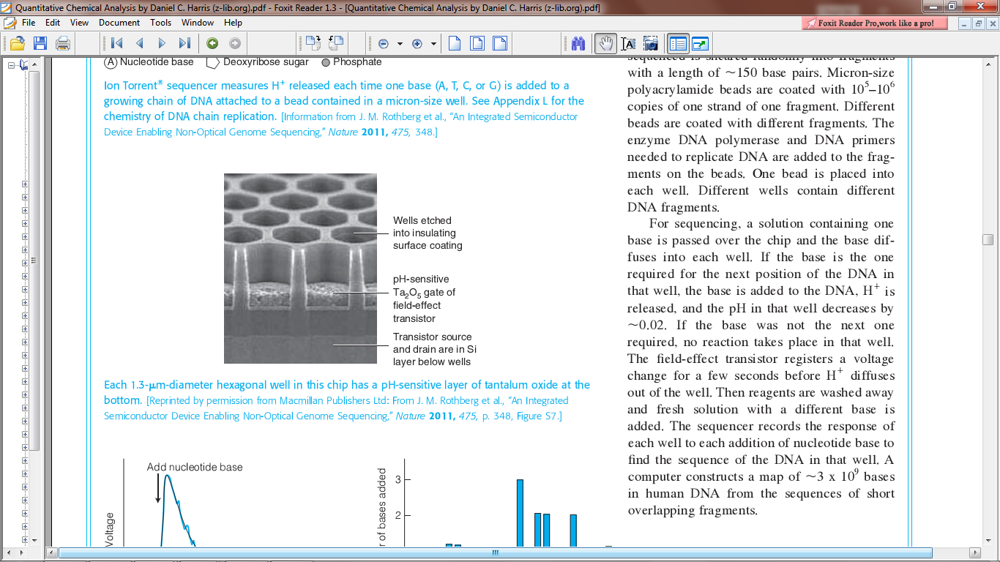 Quantitative Chemical Analysis by Daniel C. Harris (z-lib.org).pdf - Foxit Reader 1.3 - [Quantitative Chemical Analysis by Daniel C. Harris (z-lib.org).pdf]
File Edit View Document Tools Window Help
Foxit Reader Pro,work like a pro!
A Nucleotide base Deoxyribose sugar Phosphate
Ion Torrent® sequencer measures H⁺ released each time one base (A, T, C, or G) is added to a
growing chain of DNA attached to a bead contained in a micron-size well. See Appendix L for the
chemistry of DNA chain replication. [Information from J. M. Rothberg et al., “An Integrated Semiconductor
Device Enabling Non-Optical Genome Sequencing,” Nature 2011, 475, 348.]
Wells etched
into insulating
surface coating
pH-sensitive
Ta₂O₅ gate of
field-effect
transistor
Transistor source
and drain are in Si
layer below wells
Each 1.3-μm-diameter hexagonal well in this chip has a pH-sensitive layer of tantalum oxide at the
bottom. [Reprinted by permission from Macmillan Publishers Ltd: From J. M. Rothberg et al., “An Integrated
Semiconductor Device Enabling Non-Optical Genome Sequencing,” Nature 2011, 475, p. 348, Figure S7.]
Add nucleotide base
Voltage
r of bases added
3
2
sequenced is sheared randomly into fragments
with a length of ~150 base pairs. Micron-size
polyacrylamide beads are coated with 10⁵–10⁶
copies of one strand of one fragment. Different
beads are coated with different fragments. The
enzyme DNA polymerase and DNA primers
needed to replicate DNA are added to the frag-
ments on the beads. One bead is placed into
each well. Different wells contain different
DNA fragments.
For sequencing, a solution containing one
base is passed over the chip and the base dif-
fuses into each well. If the base is the one
required for the next position of the DNA in
that well, the base is added to the DNA, H⁺ is
released, and the pH in that well decreases by
~0.02. If the base was not the next one
required, no reaction takes place in that well.
The field-effect transistor registers a voltage
change for a few seconds before H⁺ diffuses
out of the well. Then reagents are washed away
and fresh solution with a different base is
added. The sequencer records the response of
each well to each addition of nucleotide base to
find the sequence of the DNA in that well. A
computer constructs a map of ~3 x 10⁹ bases
in human DNA from the sequences of short
overlapping fragments.